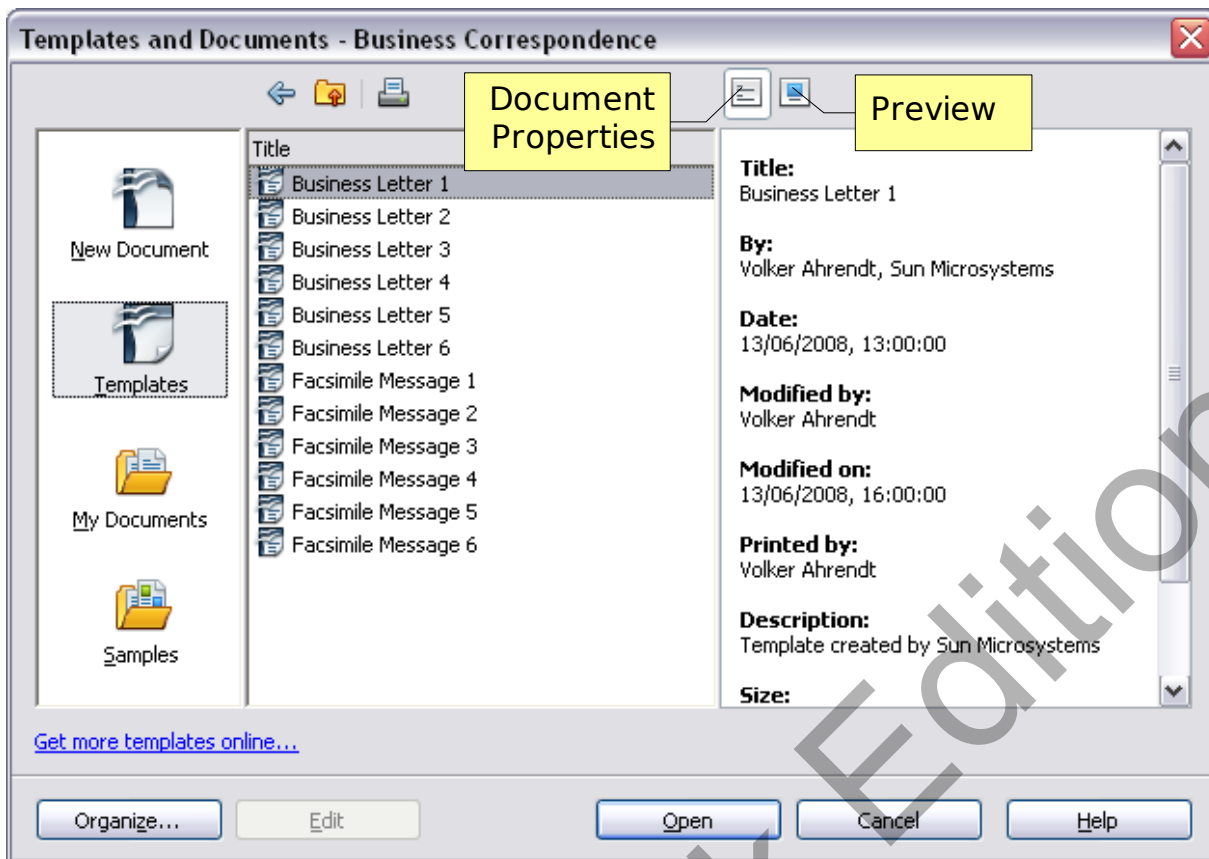 Templates and Documents - Business Correspondence
Document
Properties
Preview
New Document
Templates
My Documents
Samples
Title
Business Letter 1
Business Letter 2
Business Letter 3
Business Letter 4
Business Letter 5
Business Letter 6
Facsimile Message 1
Facsimile Message 2
Facsimile Message 3
Facsimile Message 4
Facsimile Message 5
Facsimile Message 6
Title:
Business Letter 1
By:
Volker Ahrendt, Sun Microsystems
Date:
13/06/2008, 13:00:00
Modified by:
Volker Ahrendt
Modified on:
13/06/2008, 16:00:00
Printed by:
Volker Ahrendt
Description:
Template created by Sun Microsystems
Size:
Get more templates online...
Organize...
Edit
Open
Cancel
Help
k Edition